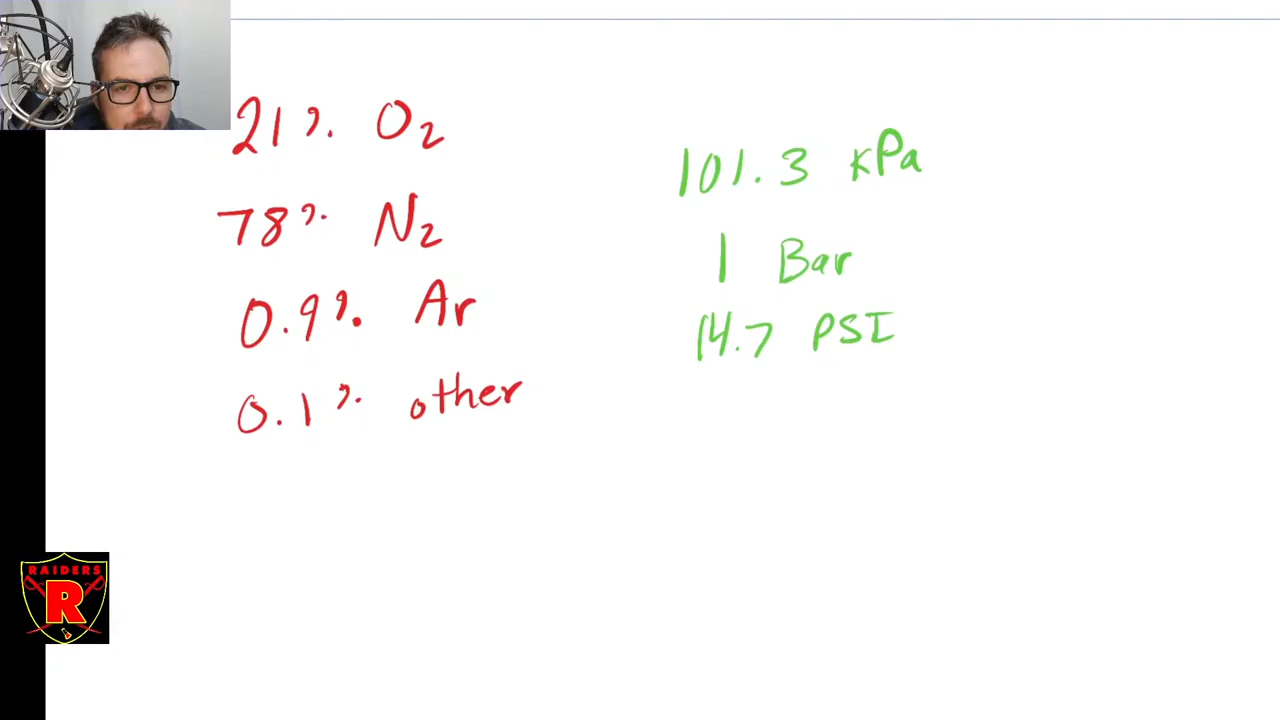 21% O2
78% N2
0.9% Ar
0.1% other
101.3 kPa
1 Bar
14.7 PSI
RAIDERS
R